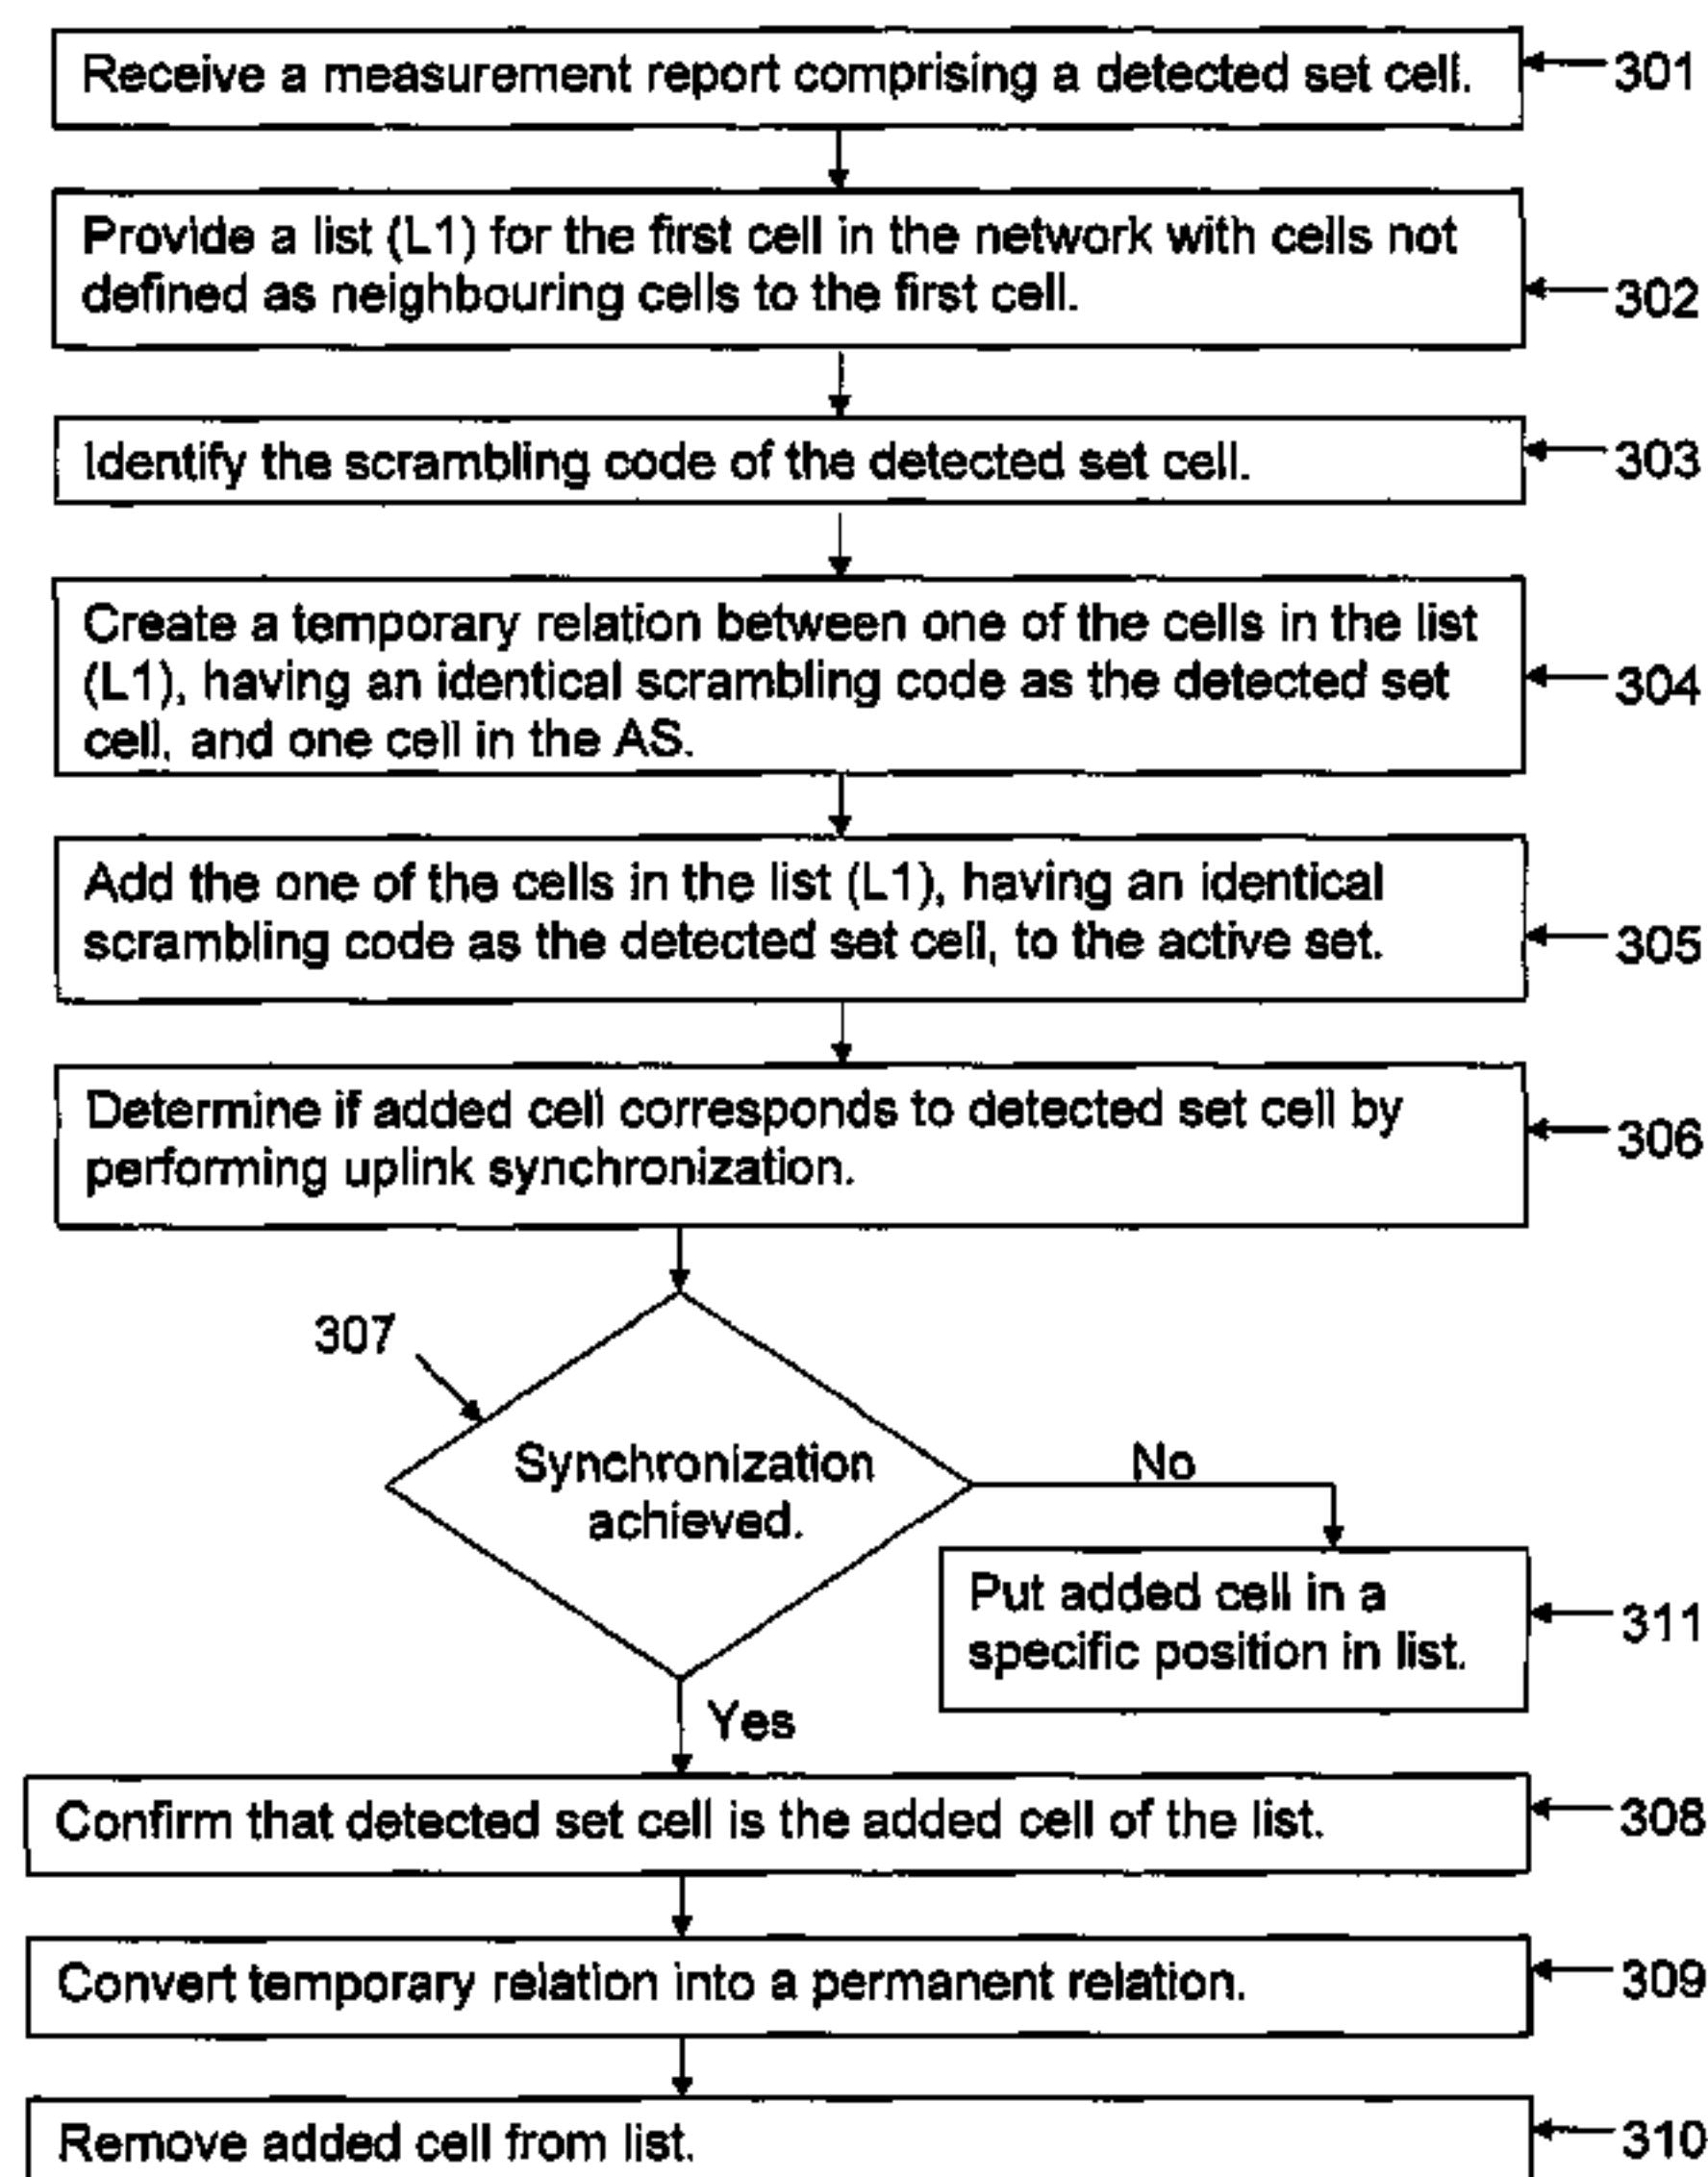 Receive a measurement report comprising a detected set cell.
301
Provide a list (L1) for the first cell in the network with cells not
defined as neighbouring cells to the first cell.
302
Identify the scrambling code of the detected set cell.
303
Create a temporary relation between one of the cells in the list
(L1), having an identical scrambling code as the detected set
cell, and one cell in the AS.
304
Add the one of the cells in the list (L1), having an identical
scrambling code as the detected set cell, to the active set.
305
Determine if added cell corresponds to detected set cell by
performing uplink synchronization.
306
307
Synchronization
achieved.
No
Put added cell in a
specific position in list.
311
Yes
Confirm that detected set cell is the added cell of the list.
308
Convert temporary relation into a permanent relation.
309
Remove added cell from list.
310